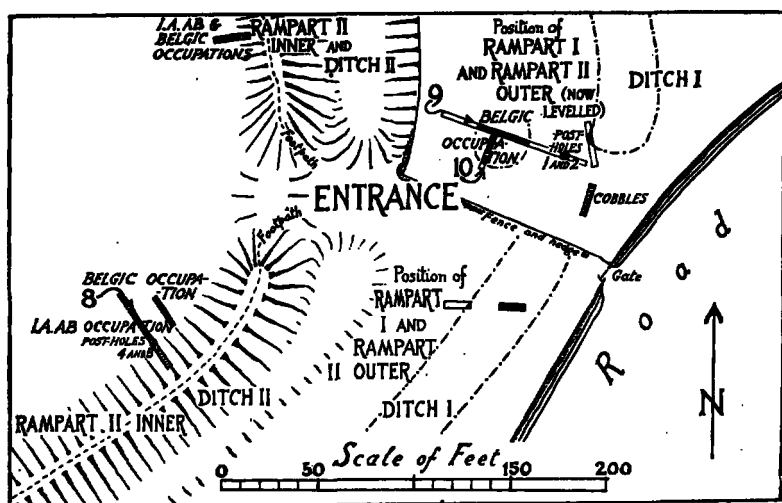 I.A. AB &
BELGIC
OCCUPATIONS
RAMPART II
INNER AND
DITCH II
Position of
RAMPART I
AND RAMPART II
OUTER (NOW
LEVELLED)
DITCH I
9
BELGIC
OCCUPA-
TION
10
POST-
HOLES
1 AND 2
Footpath
COBBLES
ENTRANCE
Footpath
Fence and hedge
Gate
Road
BELGIC OCCUPA-
TION
8
I.A. AB OCCUPATION
POST-HOLES
Position of
RAMPART
I AND
RAMPART
II OUTER
DITCH II
DITCH I
RAMPART II INNER
N
Scale of Feet
0 50 100 150 200